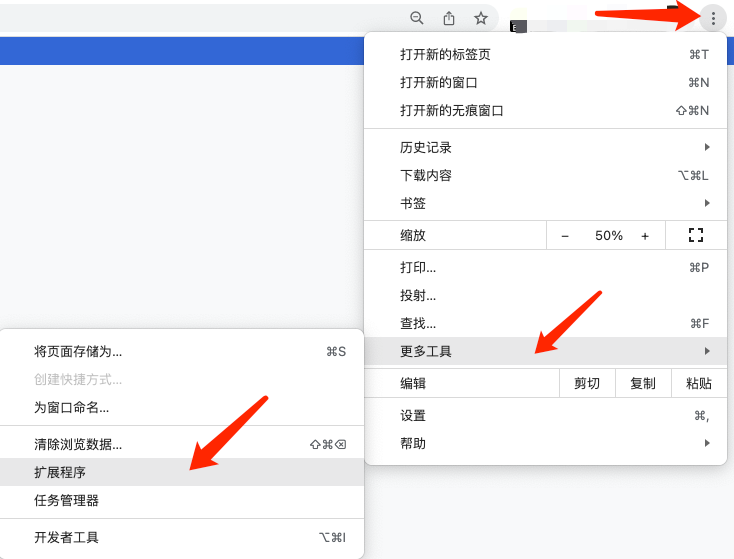 打开新的标签页 ⌘T
打开新的窗口 ⌘N
打开新的无痕窗口 ⇧⌘N
历史记录
下载内容 ⌥⌘L
书签
缩放 − 50% +
打印... ⌘P
投射...
查找... ⌘F
更多工具
编辑 剪切 复制 粘贴
设置 ⌘,
帮助
将页面存储为... ⌘S
创建快捷方式...
为窗口命名...
清除浏览数据... ⇧⌘⌫
扩展程序
任务管理器
开发者工具 ⌥⌘I